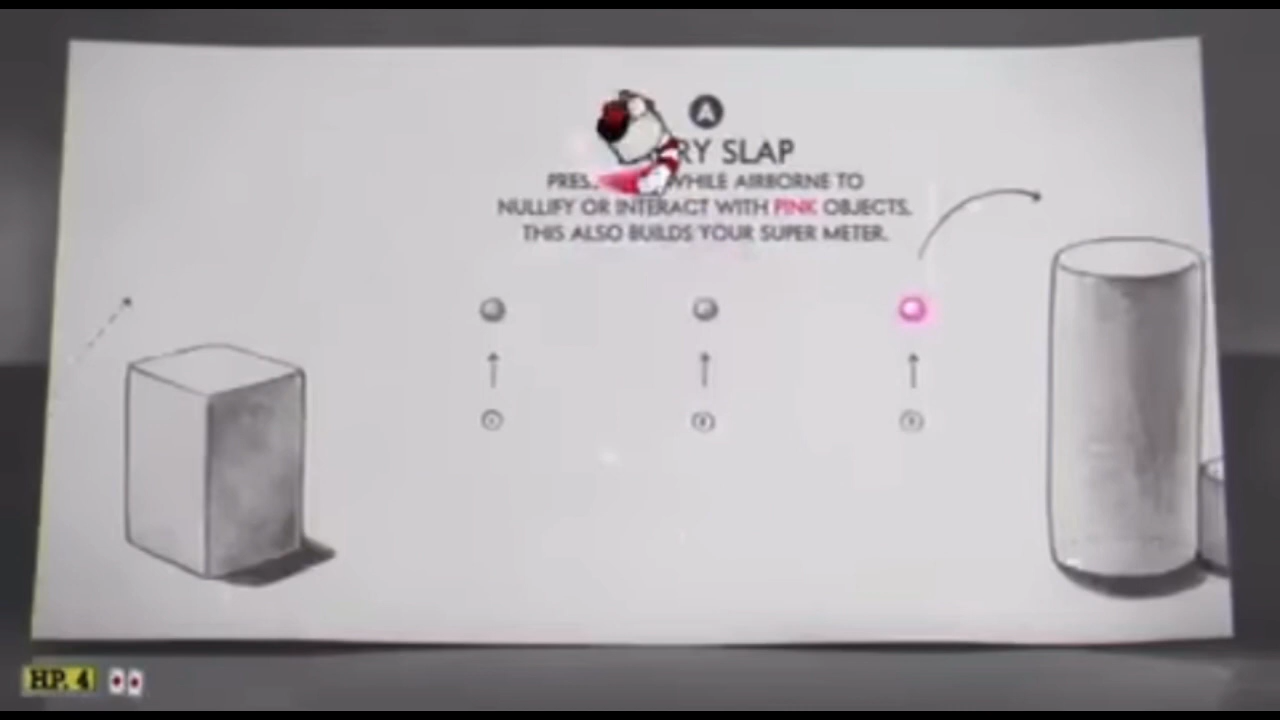 A
RY SLAP
PRES WHILE AIRBORNE TO
NULLIFY OR INTERACT WITH PINK OBJECTS.
THIS ALSO BUILDS YOUR SUPER METER.
HP. 4